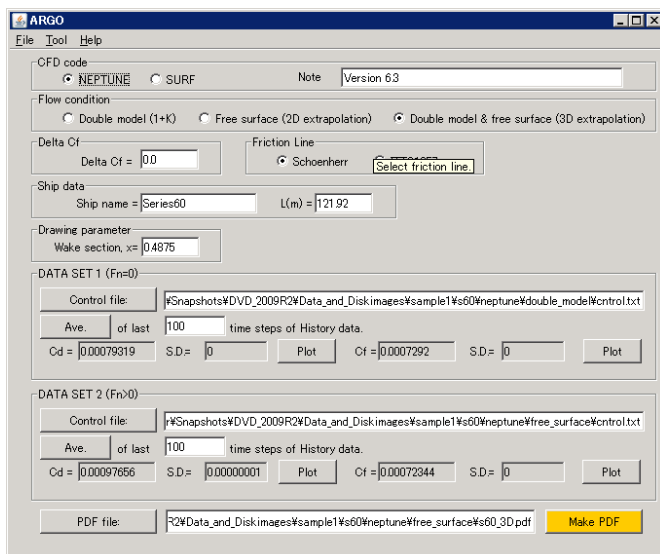 ARGO
File Tool Help
CFD code
NEPTUNE SURF Note Version 6.3
Flow condition
Double model (1+K) Free surface (2D extrapolation) Double model & free surface (3D extrapolation)
Delta Cf Friction Line
Delta Cf = 0.0 Schoenherr
Select friction line.
Ship data
Ship name = Series60 L(m) = 121.92
Drawing parameter
Wake section, x= 0.4875
DATA SET 1 (Fn=0)
Control file: ¥Snapshots¥DVD_2009R2¥Data_and_Diskimages¥sample1¥s60¥neptune¥double_model¥cntrol.txt
Ave. of last 100 time steps of History data.
Cd = 0.00079319 S.D.= 0 Plot Cf = 0.0007292 S.D.= 0 Plot
DATA SET 2 (Fn>0)
Control file: r¥Snapshots¥DVD_2009R2¥Data_and_Diskimages¥sample1¥s60¥neptune¥free_surface¥cntrol.txt
Ave. of last 100 time steps of History data.
Cd = 0.00097656 S.D.= 0.00000001 Plot Cf = 0.00072344 S.D.= 0 Plot
PDF file: R2¥Data_and_Diskimages¥sample1¥s60¥neptune¥free_surface¥s60_3D.pdf Make PDF